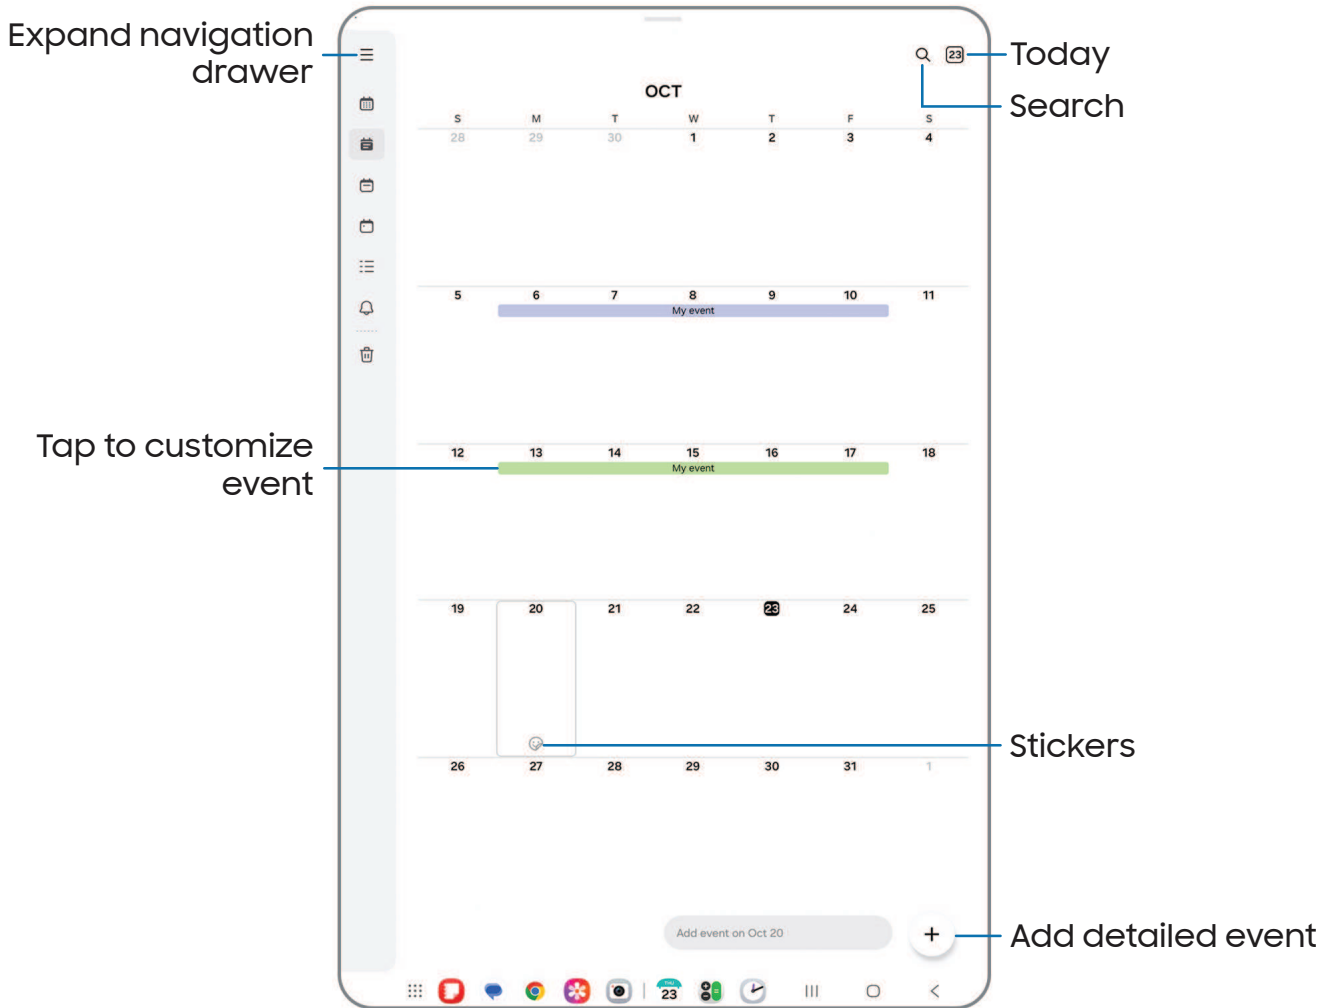 Expand navigation
drawer
23
Today
Search
OCT
S M T W T F S
28 29 30 1 2 3 4
5 6 7 8 9 10 11
My event
Tap to customize
event
12 13 14 15 16 17 18
My event
19 20 21 22 23 24 25
Stickers
26 27 28 29 30 31 1
Add event on Oct 20
+
Add detailed event
THU
23